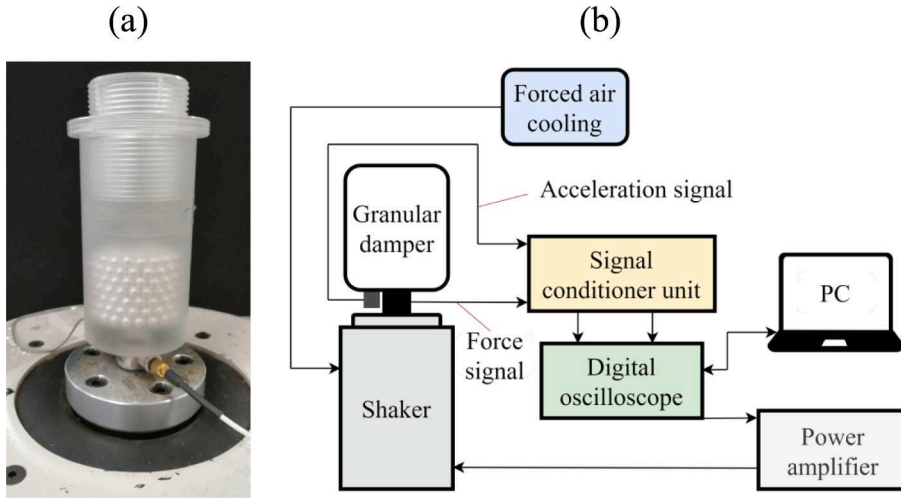 (a)
(b)
Forced air
cooling
Acceleration signal
Granular
damper
Signal
conditioner unit
PC
Force
signal
Digital
oscilloscope
Shaker
Power
amplifier